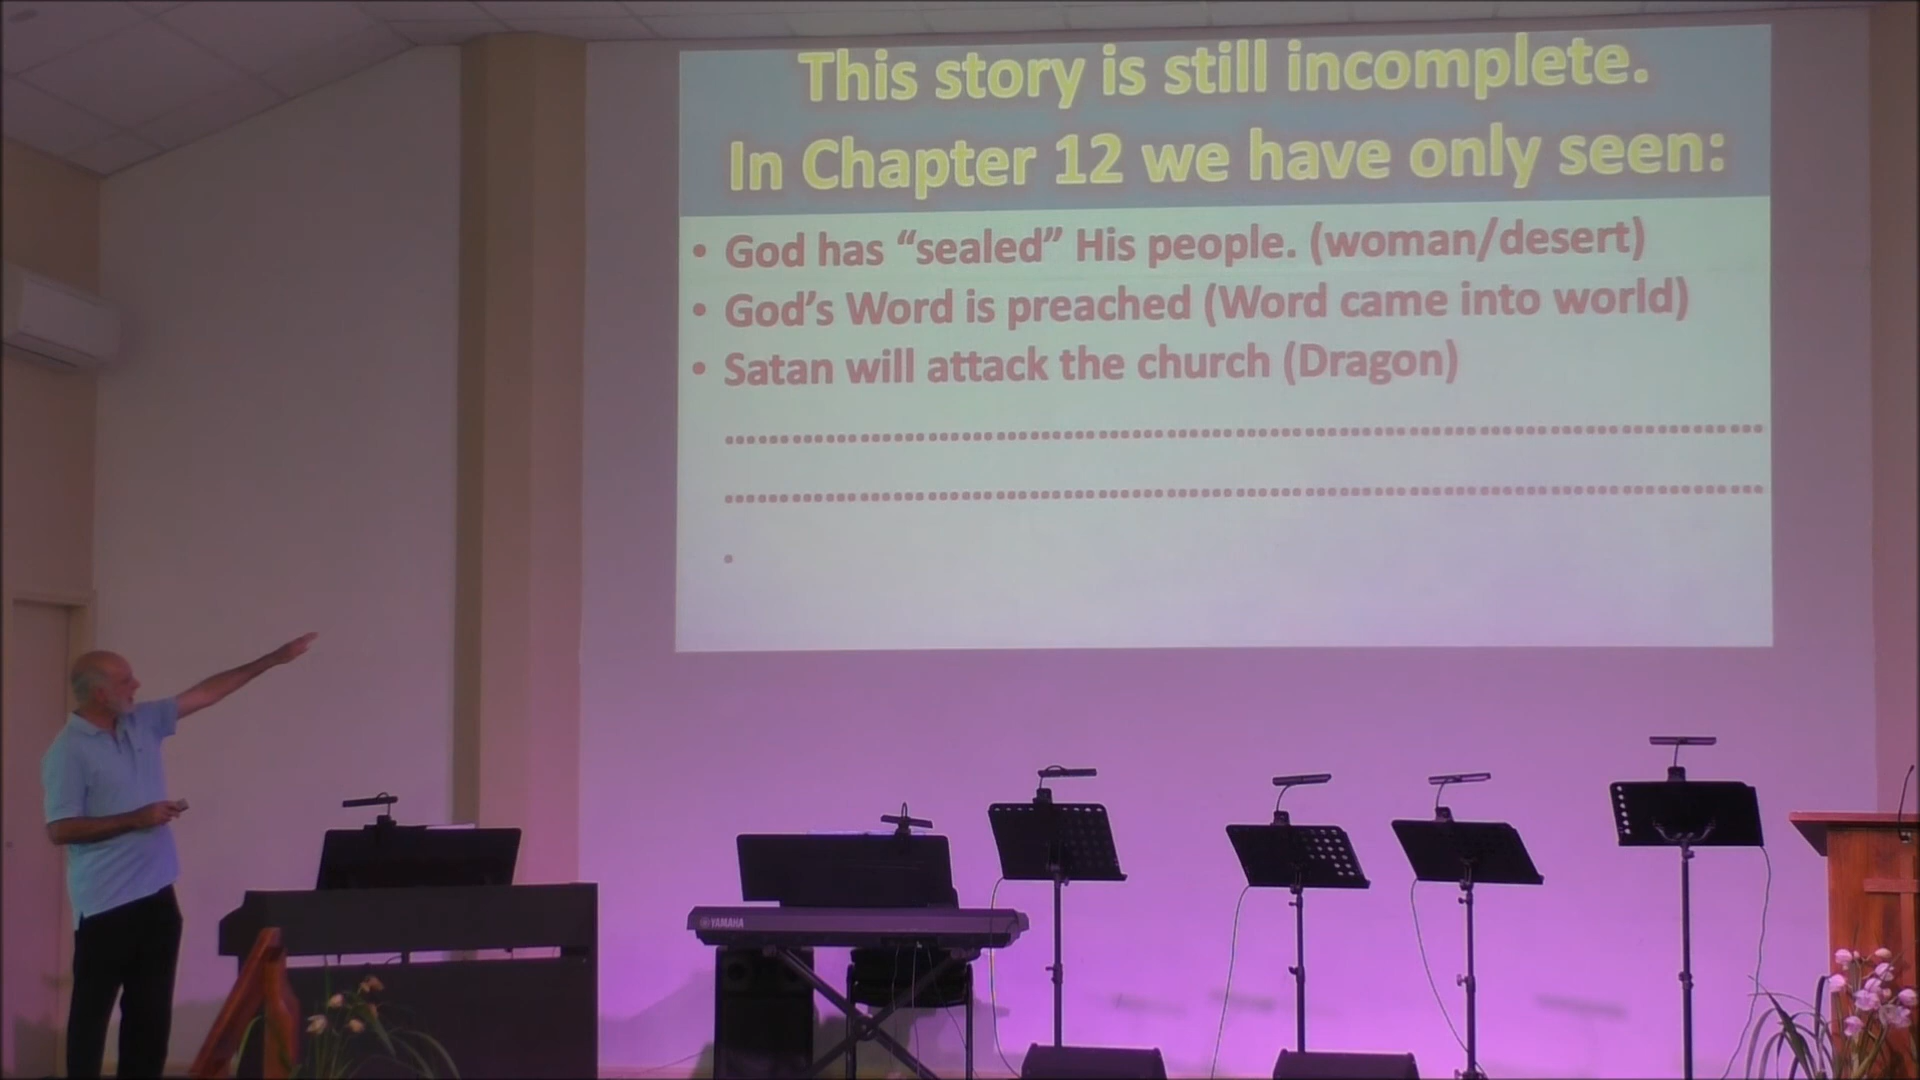 This story is still incomplete.
In Chapter 12 we have only seen:
• God has “sealed” His people. (woman/desert)
• God’s Word is preached (Word came into world)
• Satan will attack the church (Dragon)
YAMAHA